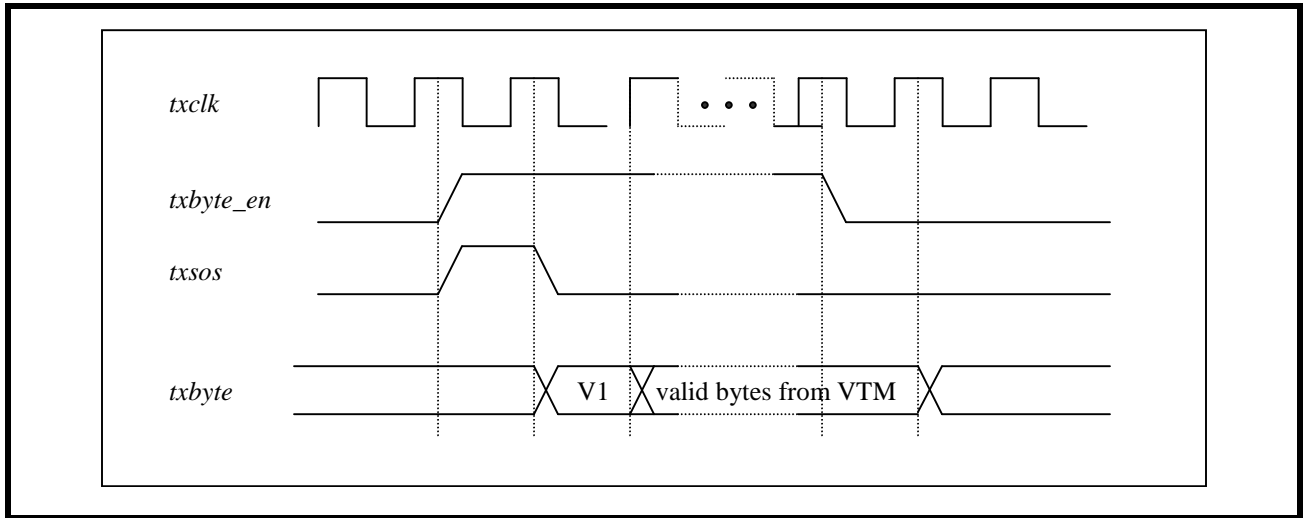 txclk
txbyte_en
txsos
txbyte
V1
valid bytes from VTM